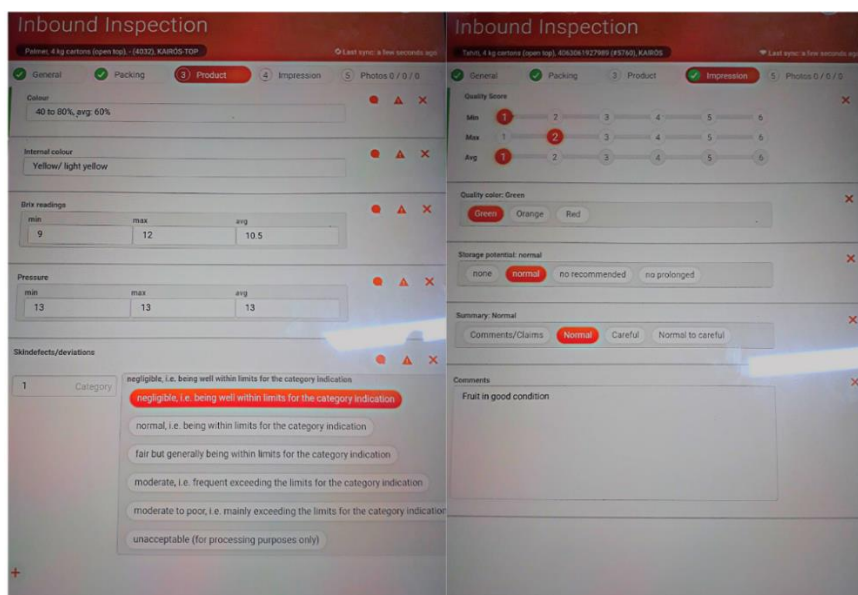 Inbound Inspection
Palmer, 4 kg cartons (open top), - (4032), KAIROS-TOP
Last sync: a few seconds ago
General
Packing
3 Product
4 Impression
5 Photos 0 / 0 / 0
Colour
40 to 80%, avg: 60%
Internal colour
Yellow/ light yellow
Brix readings
min max avg
9 12 10.5
Pressure
min max avg
13 13 13
Skindefects/deviations
1 Category
negligible, i.e. being well within limits for the category indication
negligible, i.e. being well within limits for the category indication
normal, i.e. being within limits for the category indication
fair but generally being within limits for the category indication
moderate, i.e. frequent exceeding the limits for the category indication
moderate to poor, i.e. mainly exceeding the limits for the category indication
unacceptable (for processing purposes only)
Inbound Inspection
4 kg cartons (open top), 4063061927989 (#5760), KAIROS
Last sync: a few seconds ago
General
Packing
3 Product
Impression
5 Photos 0 / 0 / 0
Quality Score
Min 1 2 3 4 5 6
Max 1 2 3 4 5 6
Avg 1 2 3 4 5 6
Quality color: Green
Green Orange Red
Storage potential: normal
none normal no recommended no prolonged
Summary: Normal
Comments/Claims Normal Careful Normal to careful
Comments
Fruit in good condition